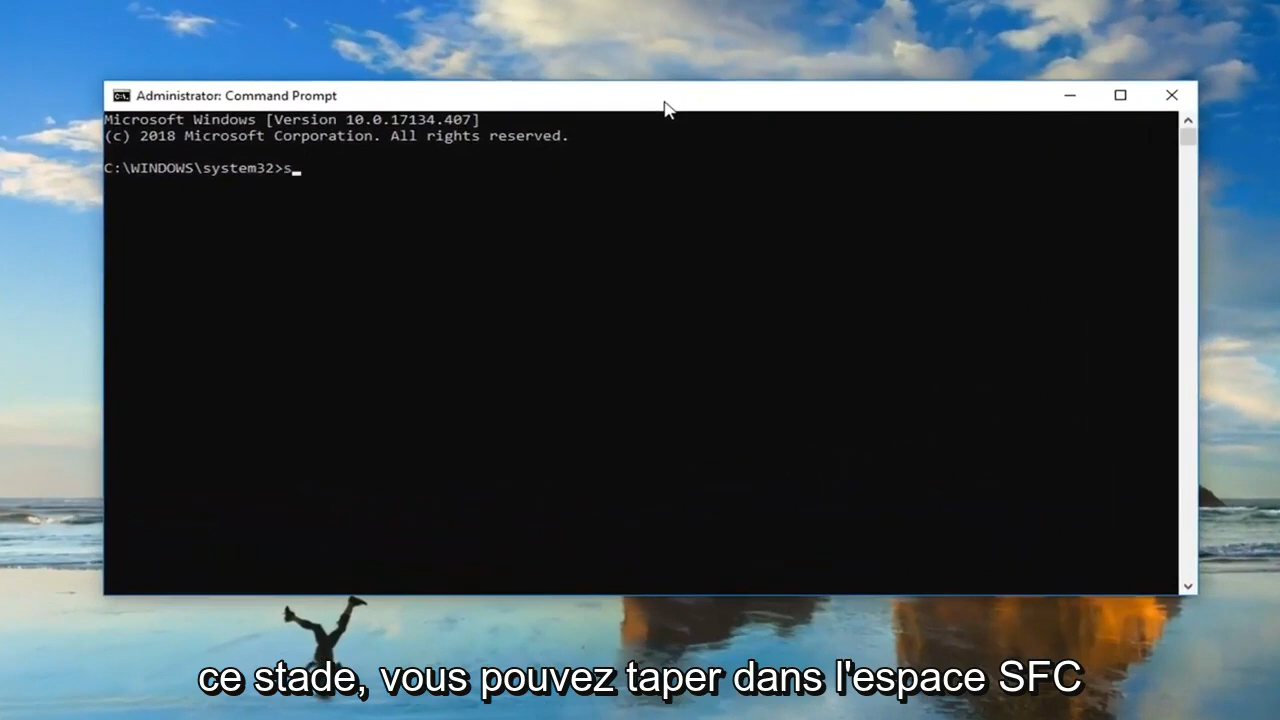 Administrator: Command Prompt
Microsoft Windows [Version 10.0.17134.407]
(c) 2018 Microsoft Corporation. All rights reserved.
C:\WINDOWS\system32>s
ce stade, vous pouvez taper dans l'espace SFC